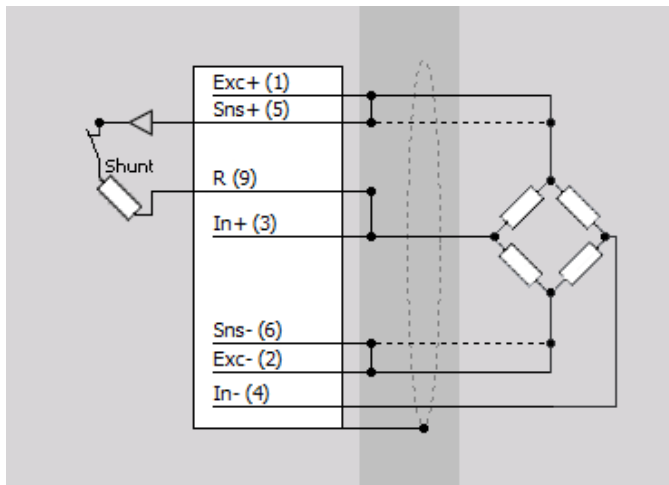 Exc+ (1)
Sns+ (5)
Shunt
R (9)
In+ (3)
Sns- (6)
Exc- (2)
In- (4)